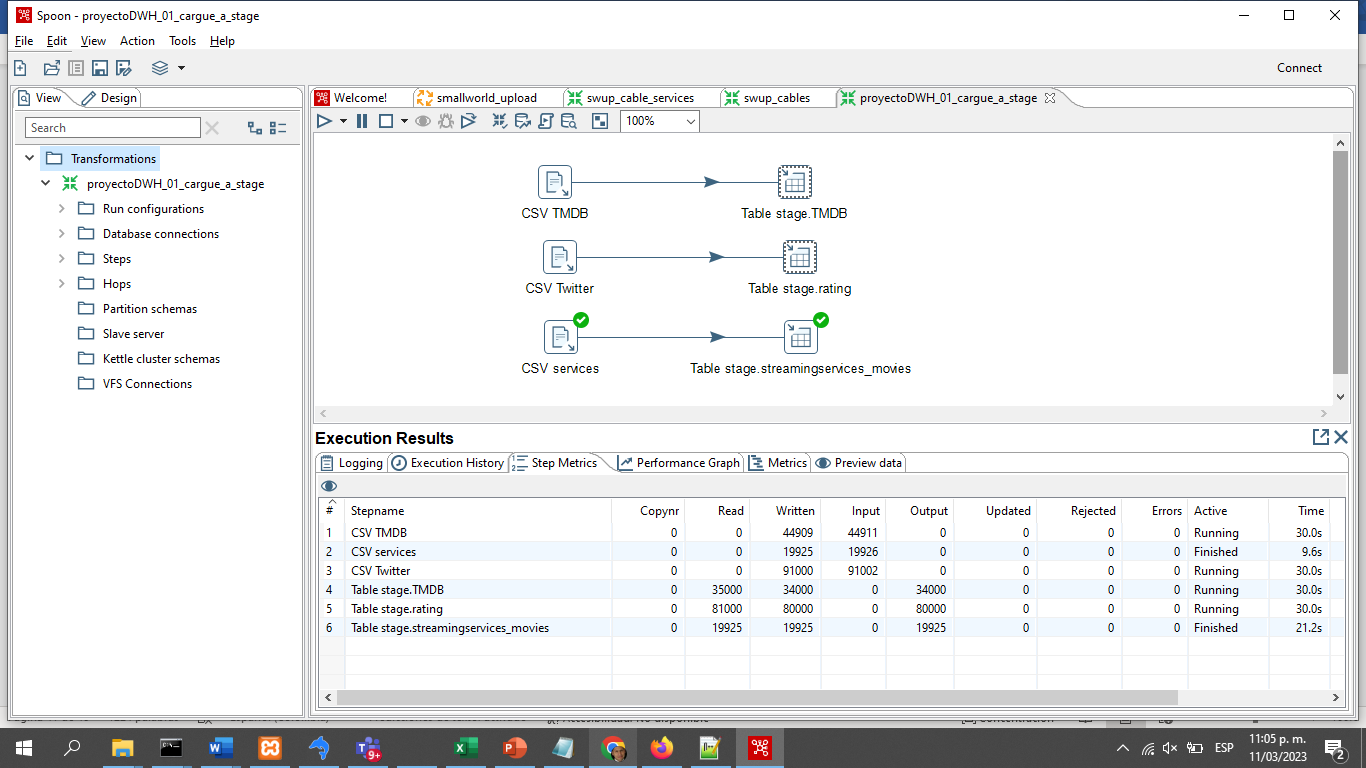 Spoon - proyectoDWH_01_cargue_a_stage
File Edit View Action Tools Help
Connect
View Design
Welcome! smallworld_upload swup_cable_services swup_cables proyectoDWH_01_cargue_a_stage
Search
100%
Transformations
proyectoDWH_01_cargue_a_stage
Run configurations
Database connections
Steps
Hops
Partition schemas
Slave server
Kettle cluster schemas
VFS Connections
CSV TMDB Table stage.TMDB
CSV Twitter Table stage.rating
CSV services Table stage.streamingservices_movies
Execution Results
Logging Execution History Step Metrics Performance Graph Metrics Preview data
# Stepname Copynr Read Written Input Output Updated Rejected Errors Active Time
1 CSV TMDB 0 0 44909 44911 0 0 0 0 Running 30.0s
2 CSV services 0 0 19925 19926 0 0 0 0 Finished 9.6s
3 CSV Twitter 0 0 91000 91002 0 0 0 0 Running 30.0s
4 Table stage.TMDB 0 35000 34000 0 34000 0 0 0 Running 30.0s
5 Table stage.rating 0 81000 80000 0 80000 0 0 0 Running 30.0s
6 Table stage.streamingservices_movies 0 19925 19925 0 19925 0 0 0 Finished 21.2s
9+
ESP
11:05 p. m.
11/03/2023
2